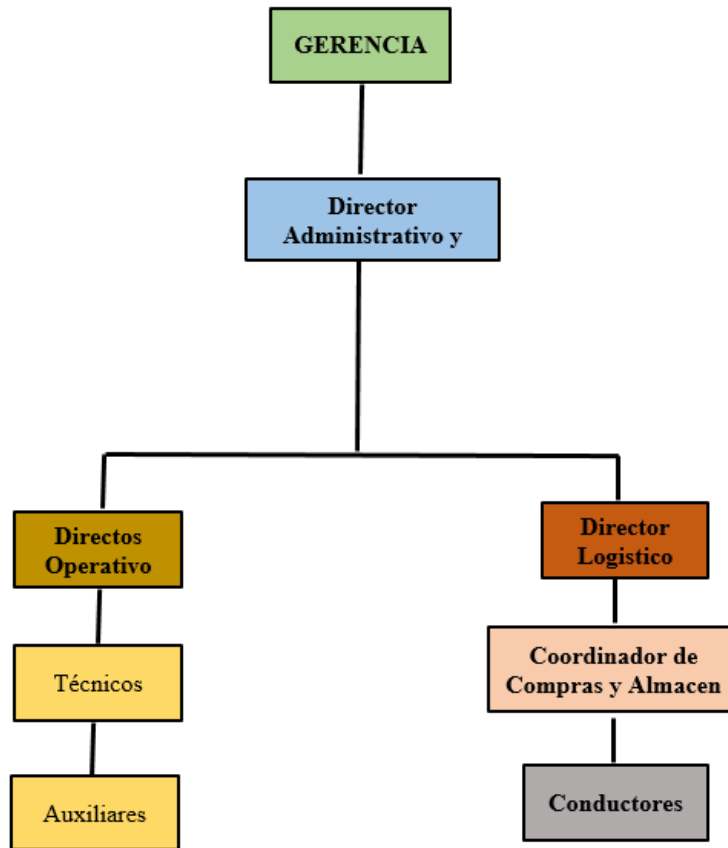 GERENCIA
Director
Administrativo y
Directos
Operativo
Director
Logistico
Técnicos
Coordinador de
Compras y Almacen
Auxiliares
Conductores